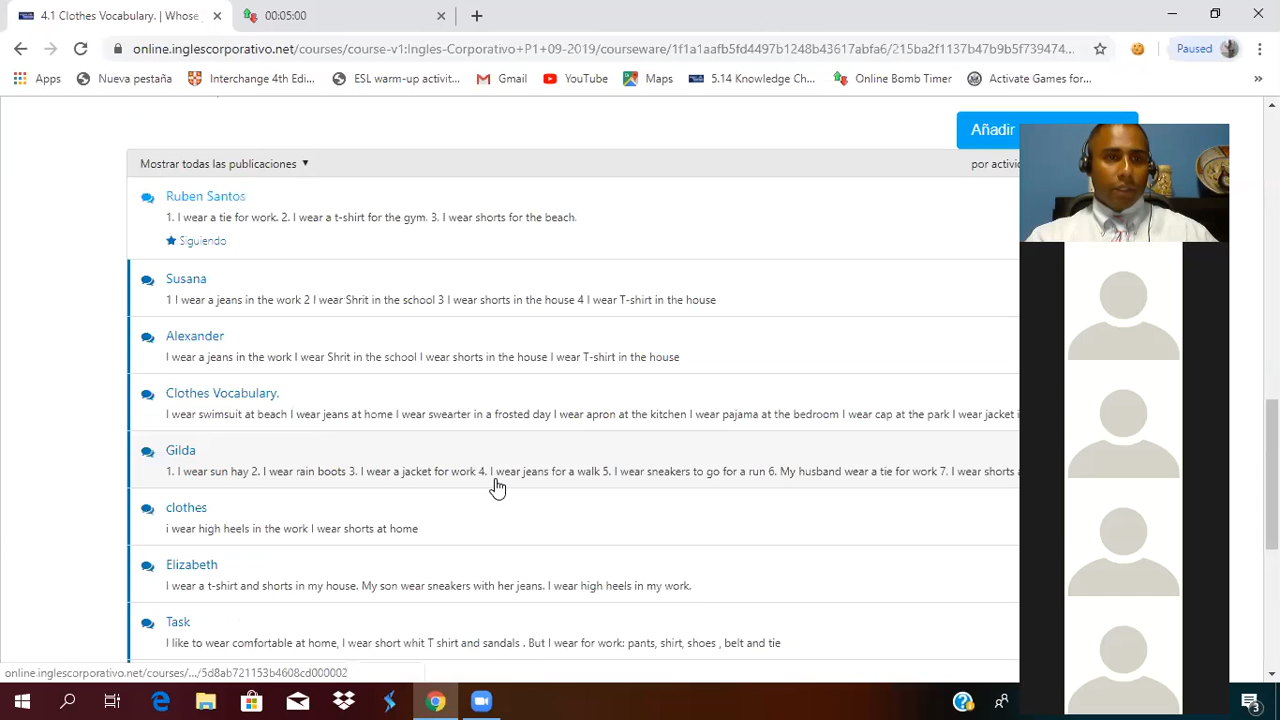 4.1 Clothes Vocabulary. | Whose
00:05:00
online.inglescorporativo.net/courses/course-v1:Ingles-Corporativo+P1+09-2019/courseware/1f1a1aafb5fd4497b1248b43617abfa6/215ba2f1137b47b9b5f739474...
Paused
Apps
Nueva pestaña
Interchange 4th Edi...
ESL warm-up activit...
Gmail
YouTube
Maps
5.14 Knowledge Ch...
Online Bomb Timer
Activate Games for...
»
Añadir
Mostrar todas las publicaciones
por activi
Ruben Santos
1. I wear a tie for work. 2. I wear a t-shirt for the gym. 3. I wear shorts for the beach.
Siguiendo
Susana
1 I wear a jeans in the work 2 I wear Shrit in the school 3 I wear shorts in the house 4 I wear T-shirt in the house
Alexander
I wear a jeans in the work I wear Shrit in the school I wear shorts in the house I wear T-shirt in the house
Clothes Vocabulary.
I wear swimsuit at beach I wear jeans at home I wear swearter in a frosted day I wear apron at the kitchen I wear pajama at the bedroom I wear cap at the park I wear jacket i
Gilda
1. I wear sun hay 2. I wear rain boots 3. I wear a jacket for work 4. I wear jeans for a walk 5. I wear sneakers to go for a run 6. My husband wear a tie for work 7. I wear shorts a
clothes
i wear high heels in the work I wear shorts at home
Elizabeth
I wear a t-shirt and shorts in my house. My son wear sneakers with her jeans. I wear high heels in my work.
Task
I like to wear comfortable at home, I wear short whit T shirt and sandals . But I wear for work: pants, shirt, shoes , belt and tie
online.inglescorporativo.net/courses/.../5d8ab721153b4608cd000002
3